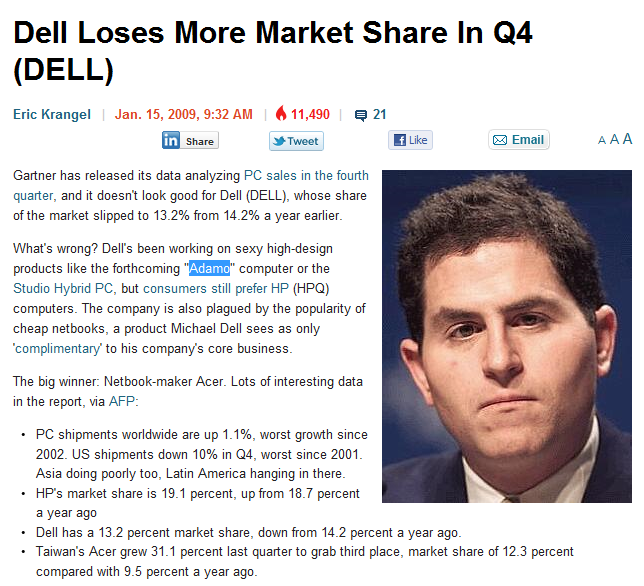 Dell Loses More Market Share In Q4
(DELL)
Eric Krangel | Jan. 15, 2009, 9:32 AM | 11,490 | 21
in Share Tweet f Like Email A A A
Gartner has released its data analyzing PC sales in the fourth
quarter, and it doesn't look good for Dell (DELL), whose share
of the market slipped to 13.2% from 14.2% a year earlier.
What's wrong? Dell's been working on sexy high-design
products like the forthcoming "Adamo" computer or the
Studio Hybrid PC, but consumers still prefer HP (HPQ)
computers. The company is also plagued by the popularity of
cheap netbooks, a product Michael Dell sees as only
'complimentary' to his company's core business.
The big winner: Netbook-maker Acer. Lots of interesting data
in the report, via AFP:
• PC shipments worldwide are up 1.1%, worst growth since
2002. US shipments down 10% in Q4, worst since 2001.
Asia doing poorly too, Latin America hanging in there.
• HP's market share is 19.1 percent, up from 18.7 percent
a year ago
• Dell has a 13.2 percent market share, down from 14.2 percent a year ago.
• Taiwan's Acer grew 31.1 percent last quarter to grab third place, market share of 12.3 percent
compared with 9.5 percent a year ago.